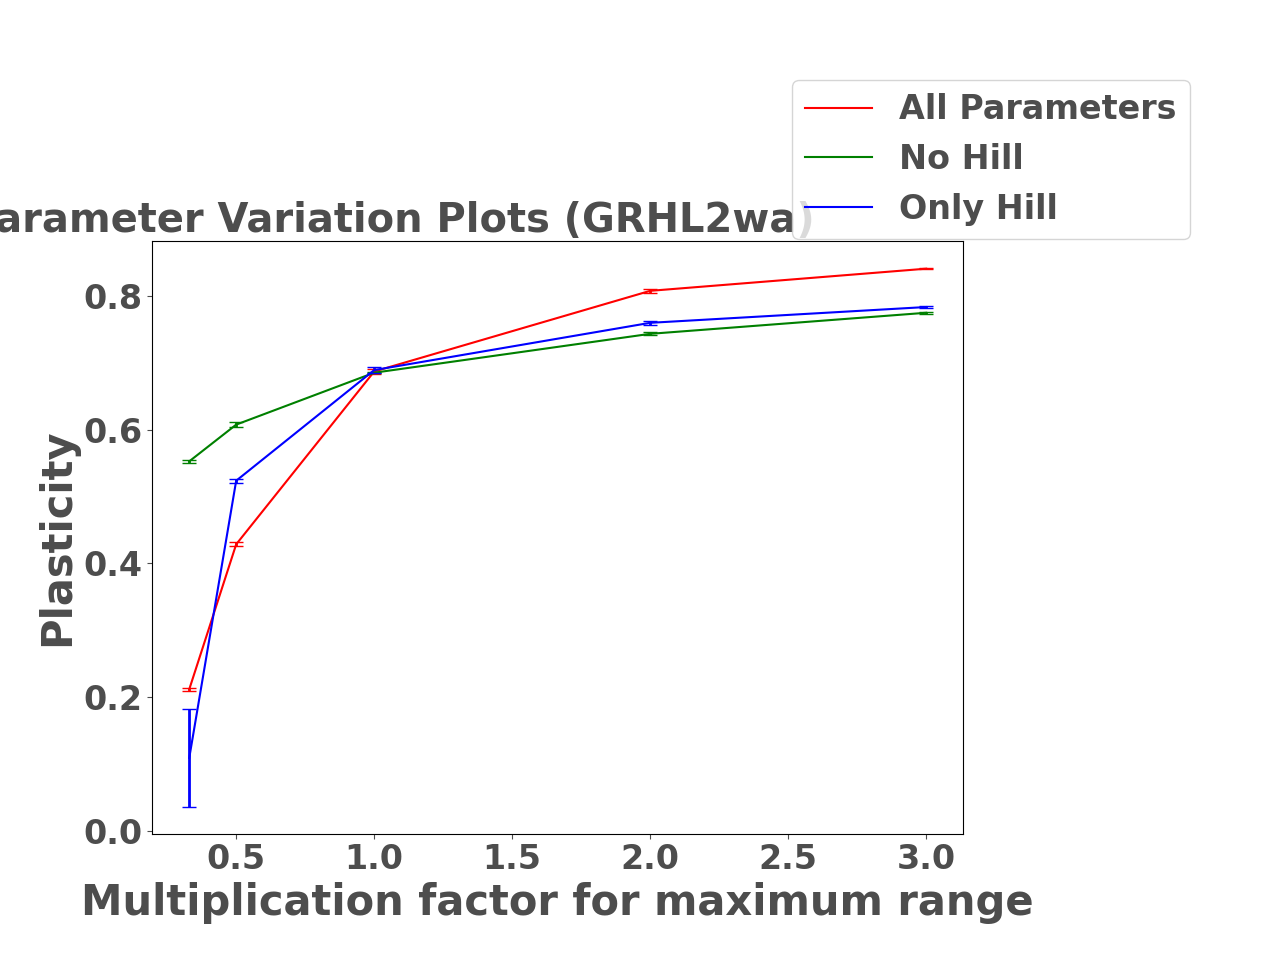 All Parameters
No Hill
Only Hill
arameter Variation Plots (GRHL2wa)
Plasticity
0.8
0.6
0.4
0.2
0.0
0.5 1.0 1.5 2.0 2.5 3.0
Multiplication factor for maximum range